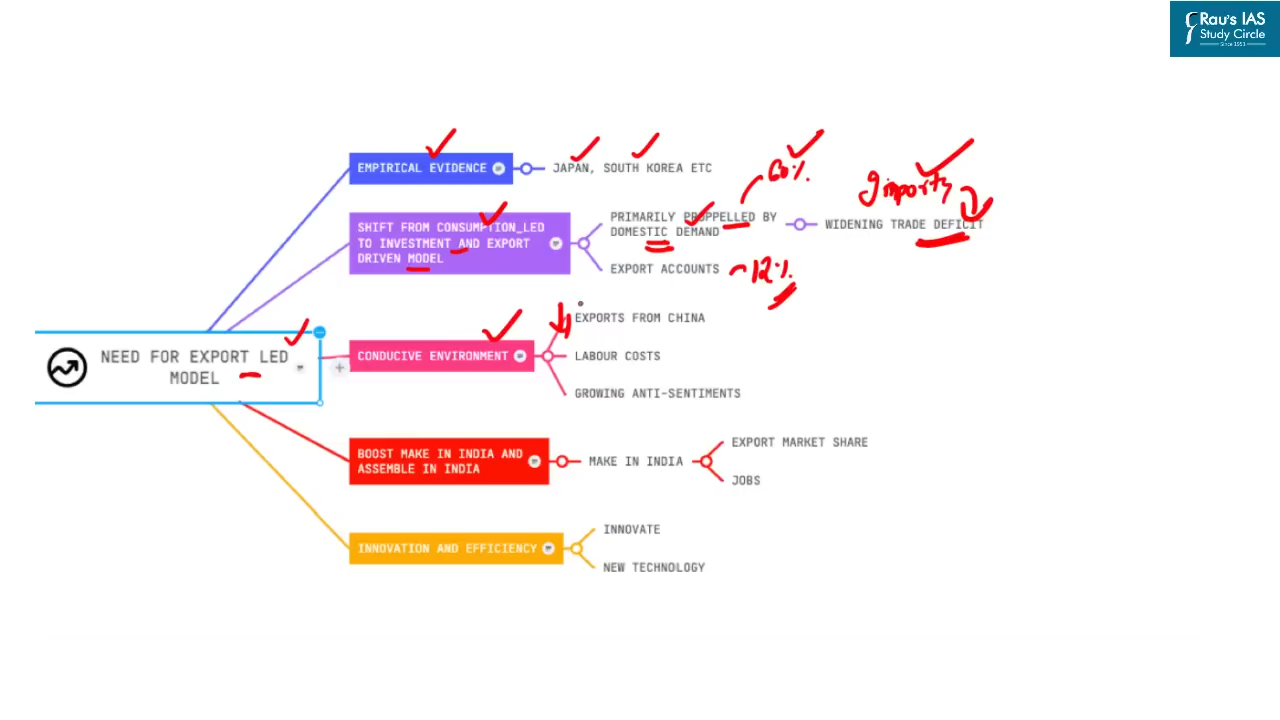 Rau's IAS
Study Circle
Since 1953
EMPIRICAL EVIDENCE
JAPAN, SOUTH KOREA ETC
60%.
imports
SHIFT FROM CONSUMPTION_LED
TO INVESTMENT AND EXPORT
DRIVEN MODEL
PRIMARILY PROPPELLED BY
DOMESTIC DEMAND
WIDENING TRADE DEFICIT
EXPORT ACCOUNTS
12%.
NEED FOR EXPORT LED
MODEL
CONDUCIVE ENVIRONMENT
EXPORTS FROM CHINA
LABOUR COSTS
GROWING ANTI-SENTIMENTS
BOOST MAKE IN INDIA AND
ASSEMBLE IN INDIA
MAKE IN INDIA
EXPORT MARKET SHARE
JOBS
INNOVATION AND EFFICIENCY
INNOVATE
NEW TECHNOLOGY